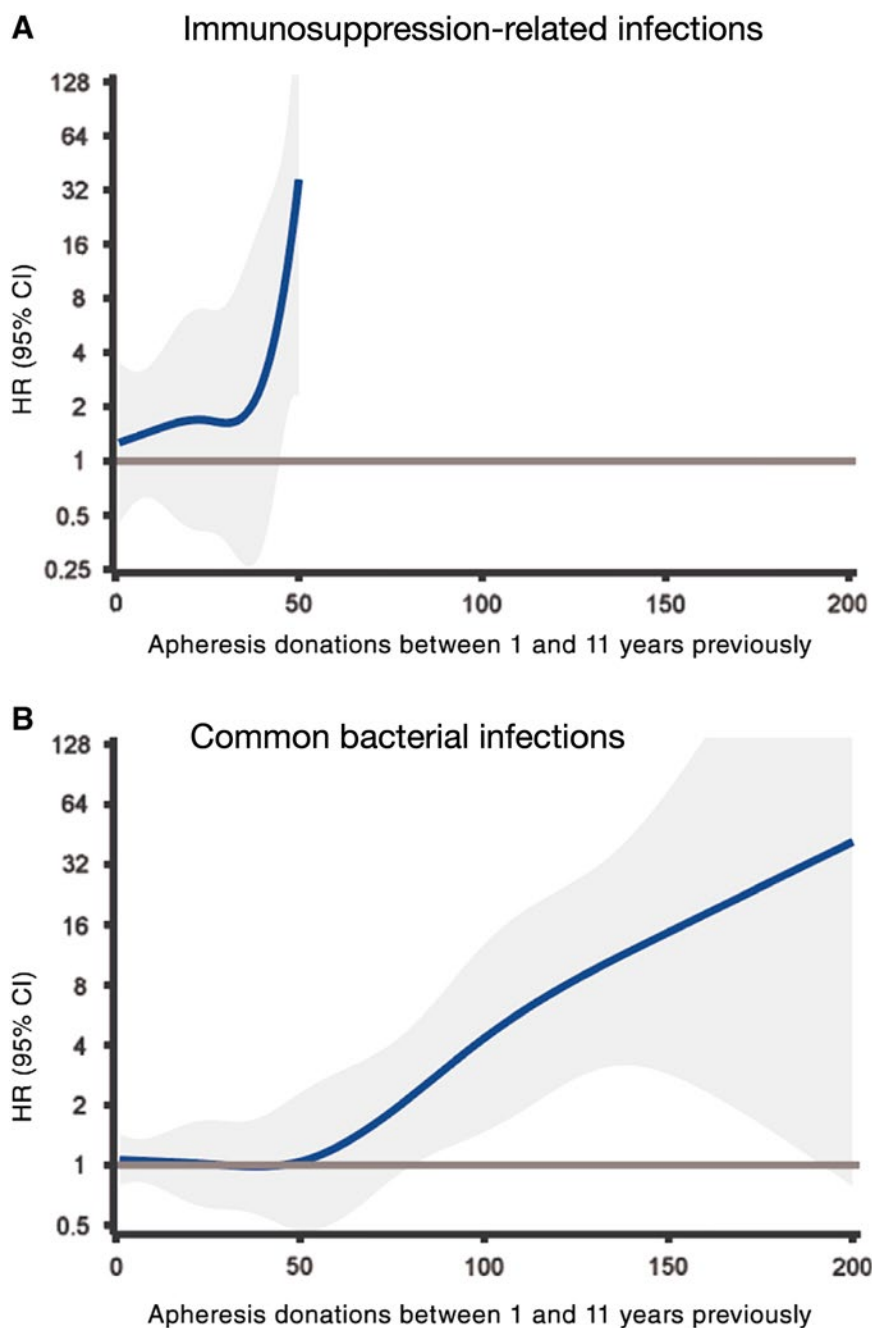 A
Immunosuppression-related infections
128
64
32
16
8
4
2
1
0.5
0.25
HR (95% CI)
0 50 100 150 200
Apheresis donations between 1 and 11 years previously
B
Common bacterial infections
128
64
32
16
8
4
2
1
0.5
HR (95% CI)
0 50 100 150 200
Apheresis donations between 1 and 11 years previously